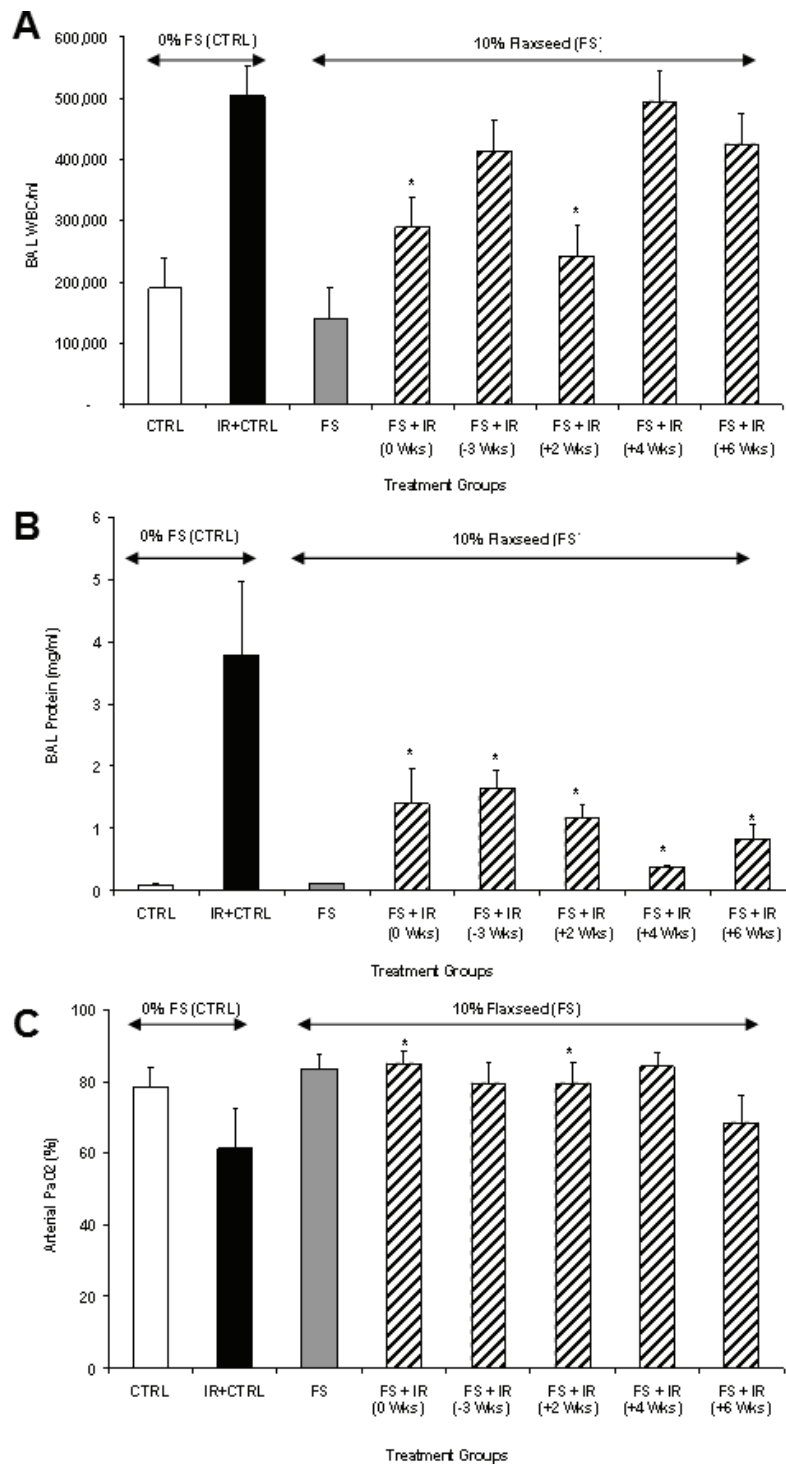 A
0% FS (CTRL)
10% Flaxseed (FS)
600,000
500,000
400,000
300,000
200,000
100,000
-
BAL WBC/ml
*
*
CTRL
IR+CTRL
FS
FS + IR
(0 Wks)
FS + IR
(-3 Wks)
FS + IR
(+2 Wks)
FS + IR
(+4 Wks)
FS + IR
(+6 Wks)
Treatment Groups
B
0% FS (CTRL)
10% Flaxseed (FS)
6
5
4
3
2
1
0
BAL Protein (mg/ml)
*
*
*
*
*
CTRL
IR+CTRL
FS
FS + IR
(0 Wks)
FS + IR
(-3 Wks)
FS + IR
(+2 Wks)
FS + IR
(+4 Wks)
FS + IR
(+6 Wks)
Treatment Groups
C
0% FS (CTRL)
10% Flaxseed (FS)
100
80
60
40
20
0
Arterial PaO2 (%)
*
*
CTRL
IR+CTRL
FS
FS + IR
(0 Wks)
FS + IR
(-3 Wks)
FS + IR
(+2 Wks)
FS + IR
(+4 Wks)
FS + IR
(+6 Wks)
Treatment Groups